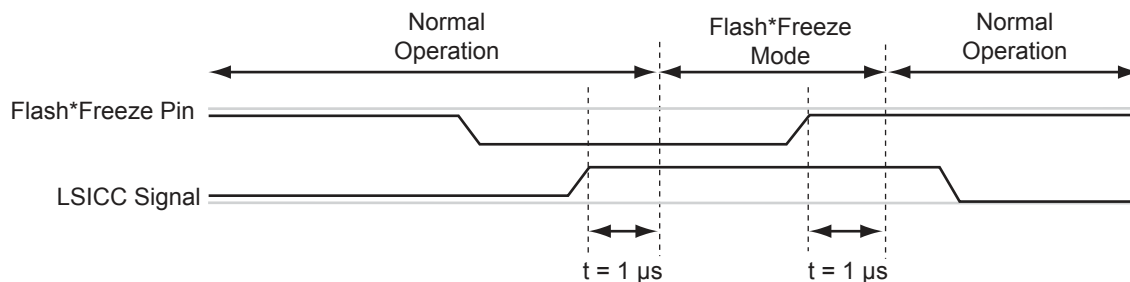 Normal
Operation
Flash*Freeze
Mode
Normal
Operation
Flash*Freeze Pin
LSICC Signal
t = 1 µs
t = 1 µs